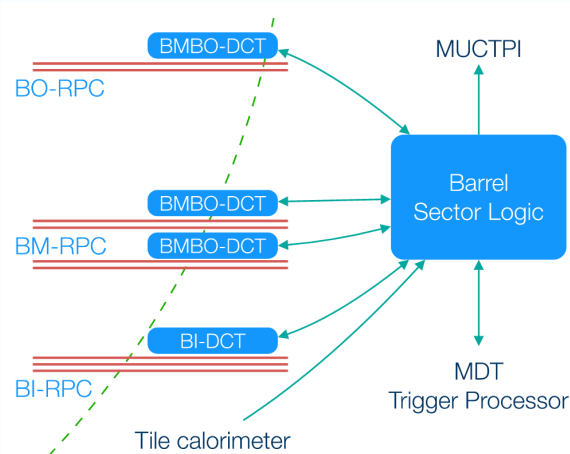 BMBO-DCT
MUCTPI
BO-RPC
Barrel
Sector Logic
BMBO-DCT
BM-RPC
BMBO-DCT
BI-DCT
BI-RPC
MDT
Trigger Processor
Tile calorimeter